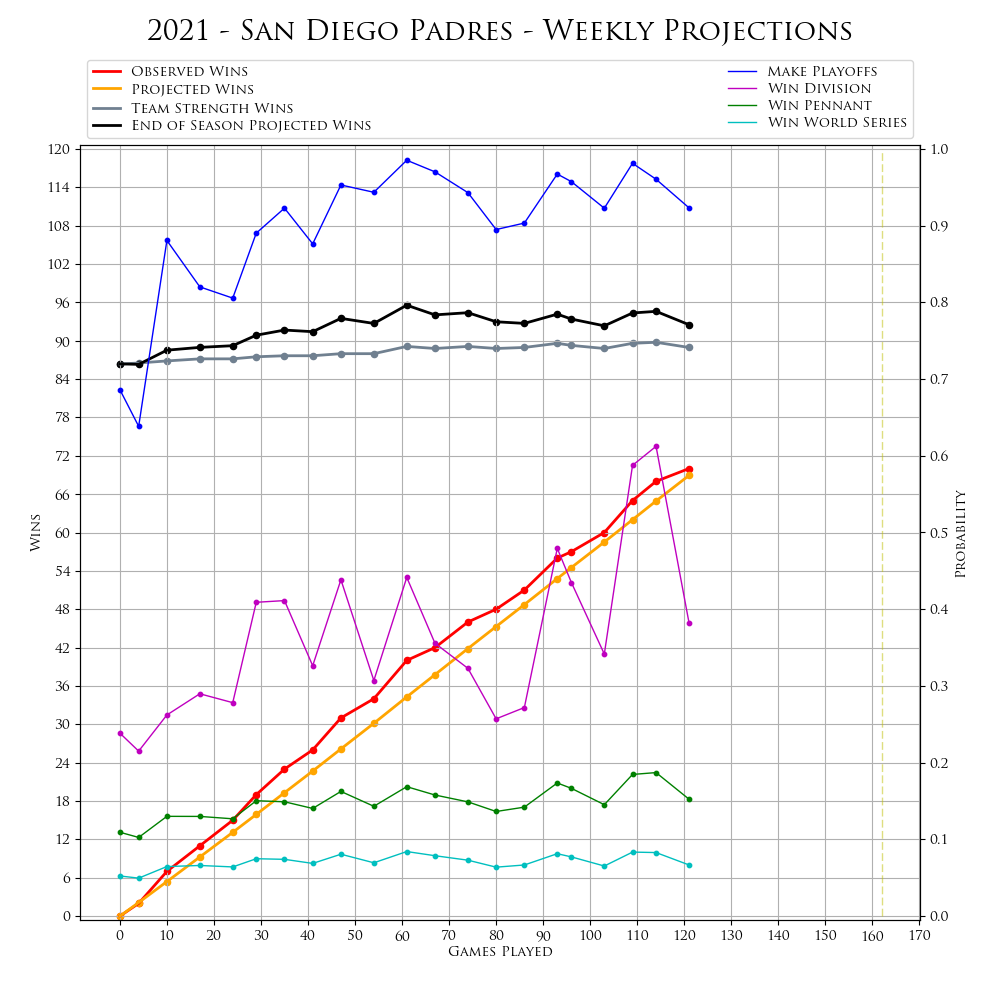 2021 - San Diego Padres - Weekly Projections
Observed Wins
Projected Wins
Team Strength Wins
End of Season Projected Wins
Make Playoffs
Win Division
Win Pennant
Win World Series
120
114
108
102
96
90
84
78
72
66
60
54
48
42
36
30
24
18
12
6
0
Wins
1.0
0.9
0.8
0.7
0.6
0.5
0.4
0.3
0.2
0.1
0.0
Probability
0 10 20 30 40 50 60 70 80 90 100 110 120 130 140 150 160 170
Games Played